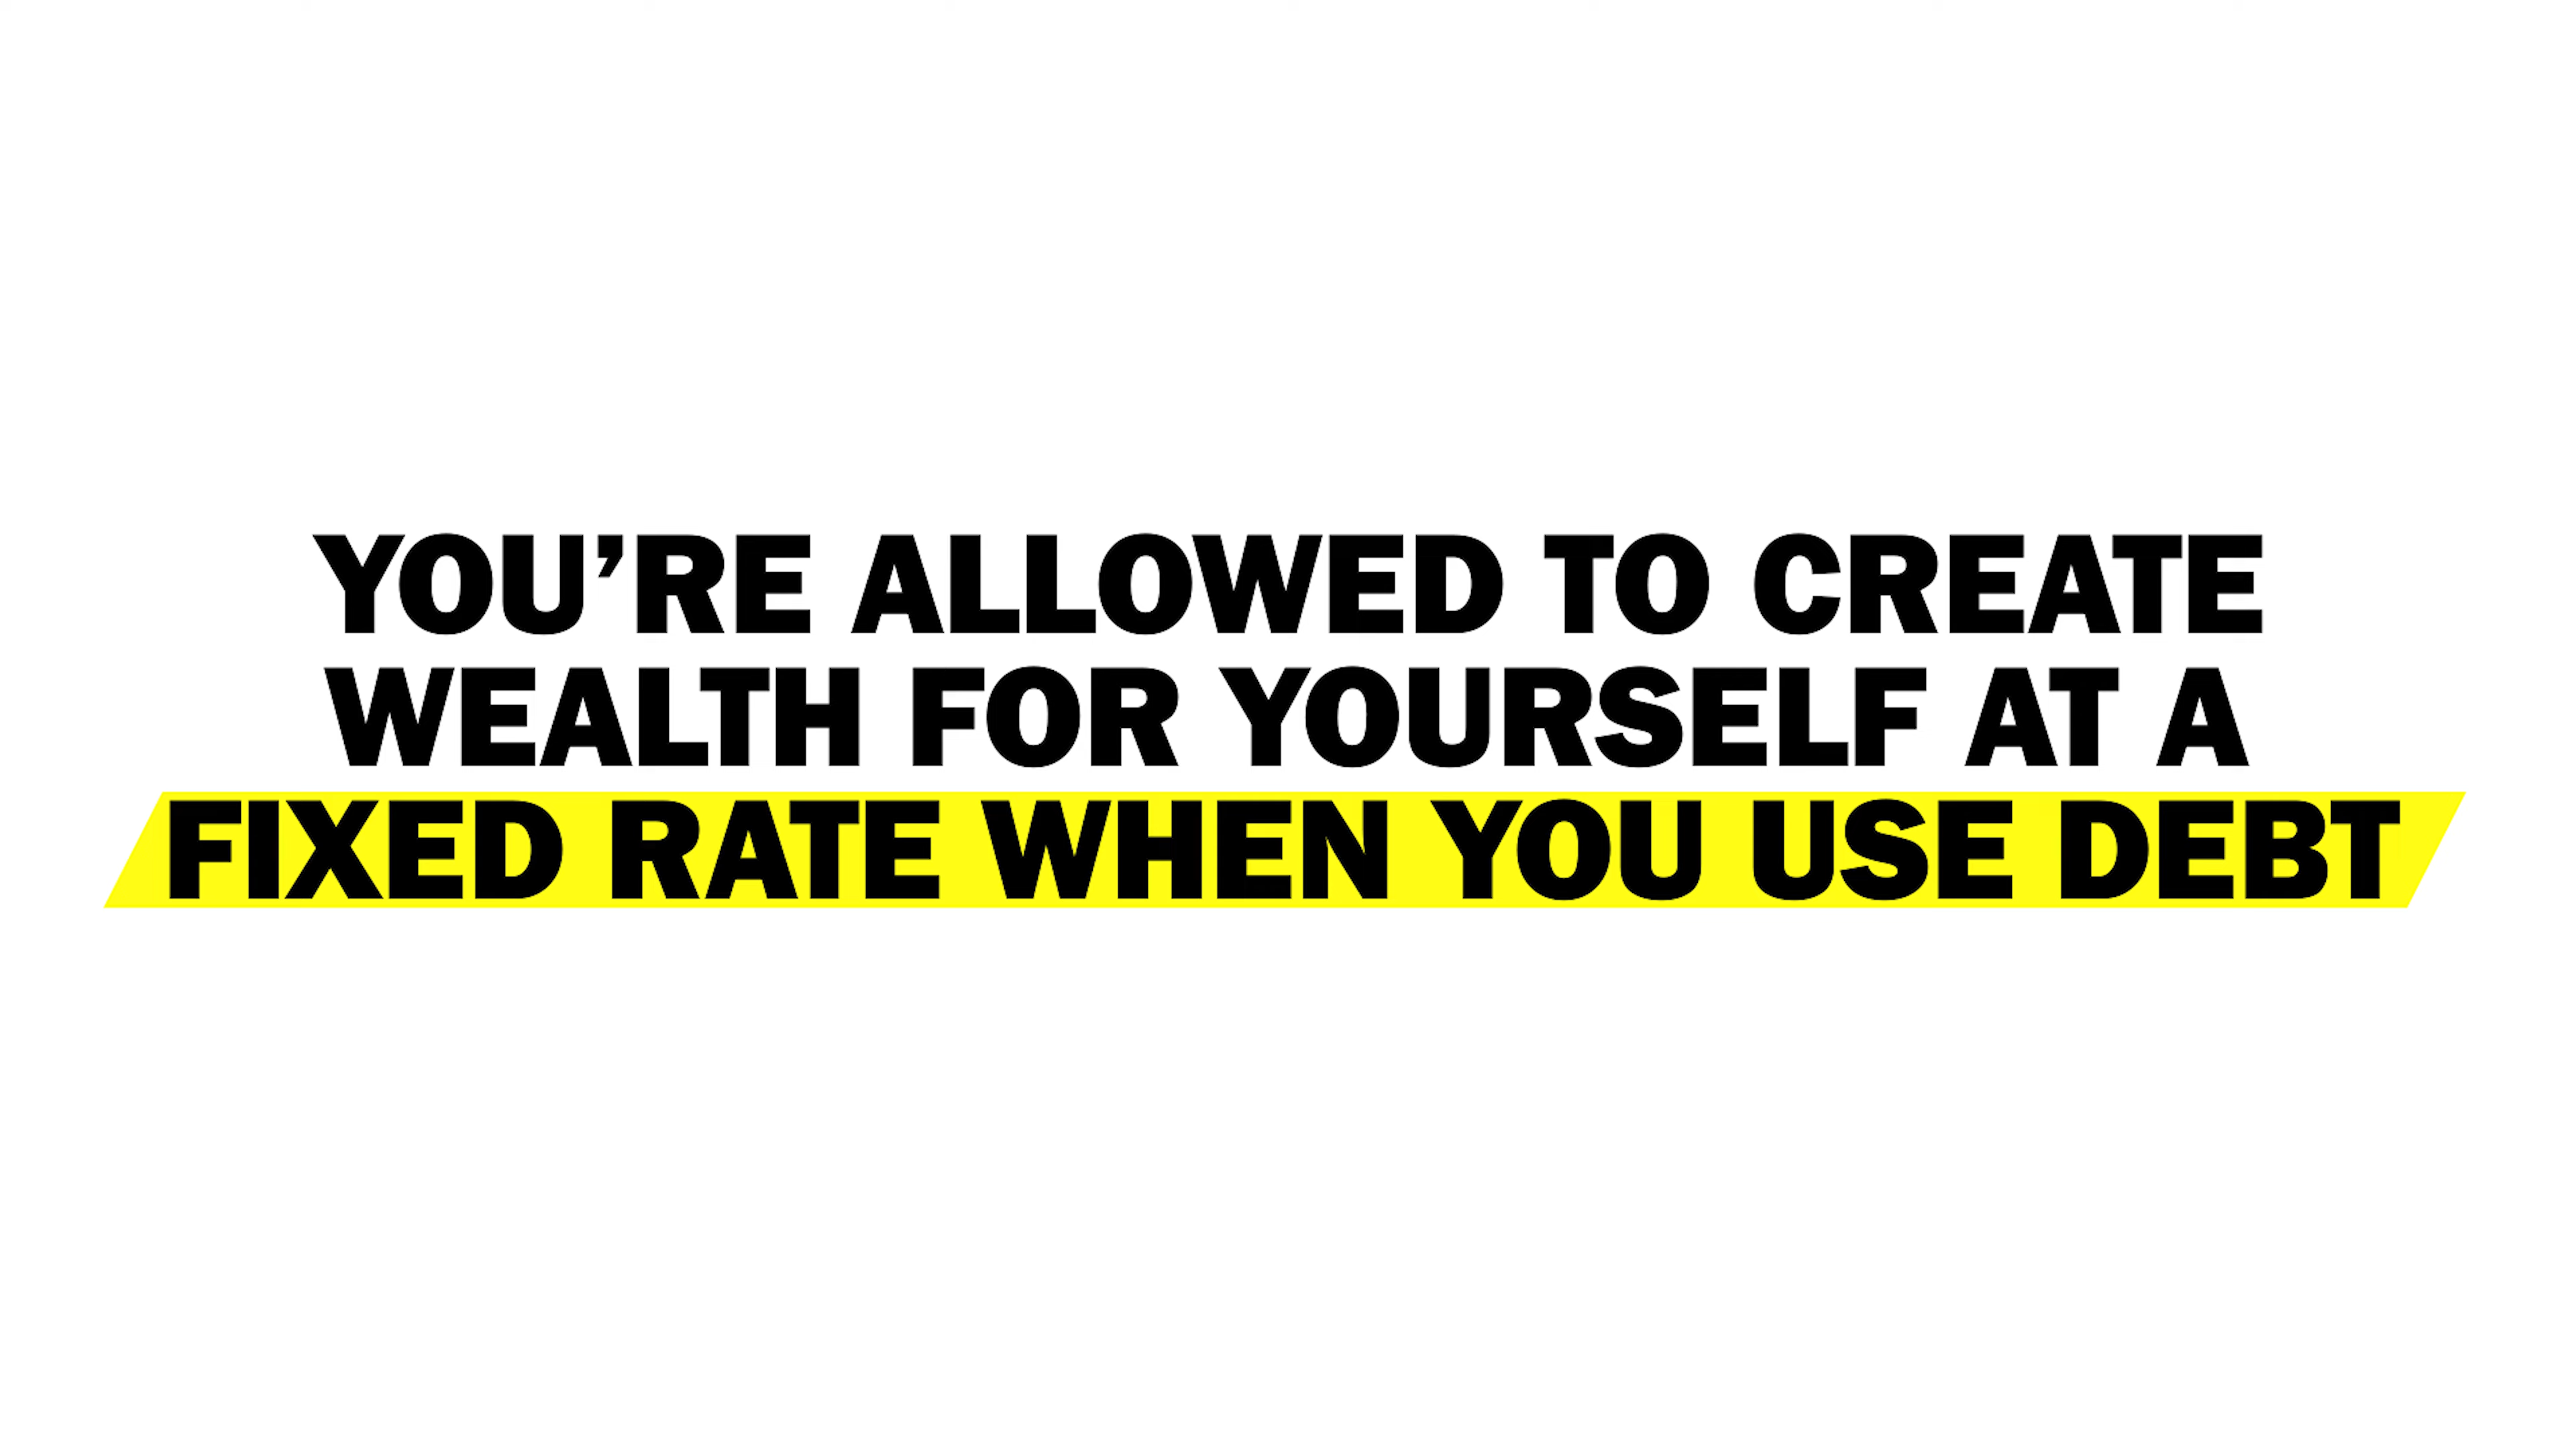 YOU’RE ALLOWED TO CREATE
WEALTH FOR YOURSELF AT A
FIXED RATE WHEN YOU USE DEBT